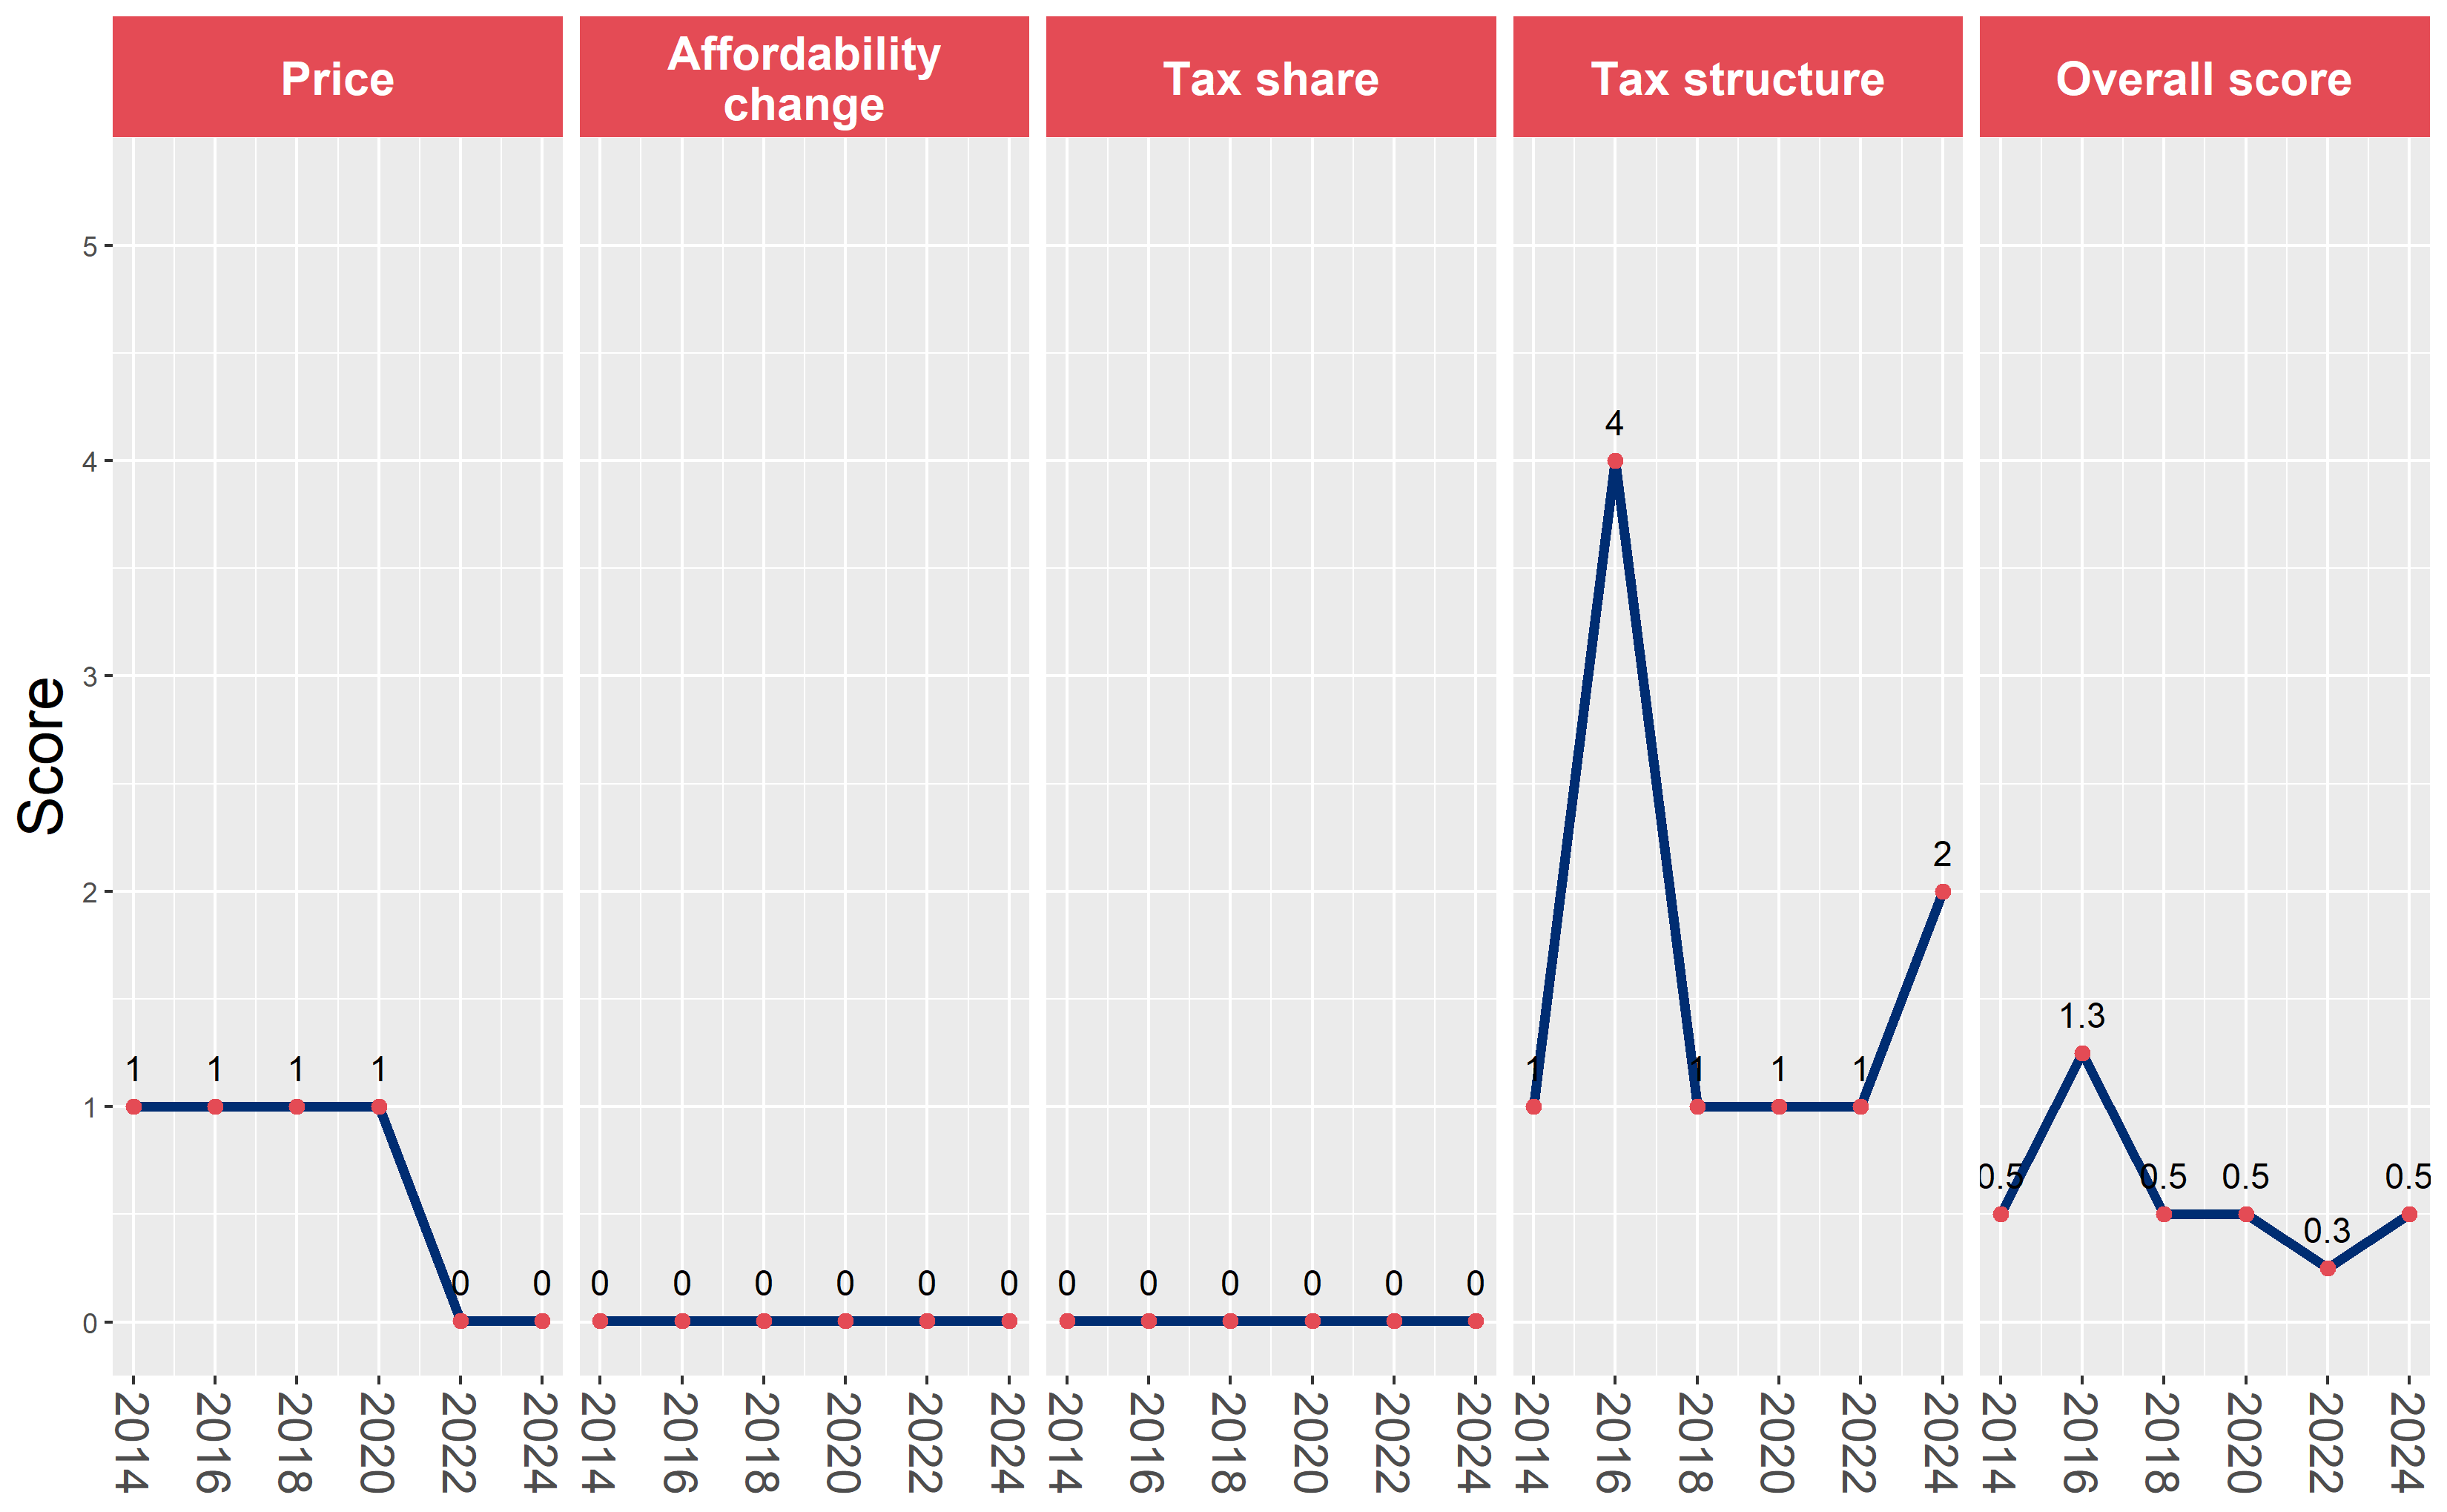 Price
Affordability
change
Tax share
Tax structure
Overall score
Score
5
4
3
2
1
0
1 1 1 1 0 0
0 0 0 0 0 0
0 0 0 0 0 0
1 4 1 1 1 2
0.5 1.3 0.5 0.5 0.3 0.5
2014 2016 2018 2020 2022 2024
2014 2016 2018 2020 2022 2024
2014 2016 2018 2020 2022 2024
2014 2016 2018 2020 2022 2024
2014 2016 2018 2020 2022 2024